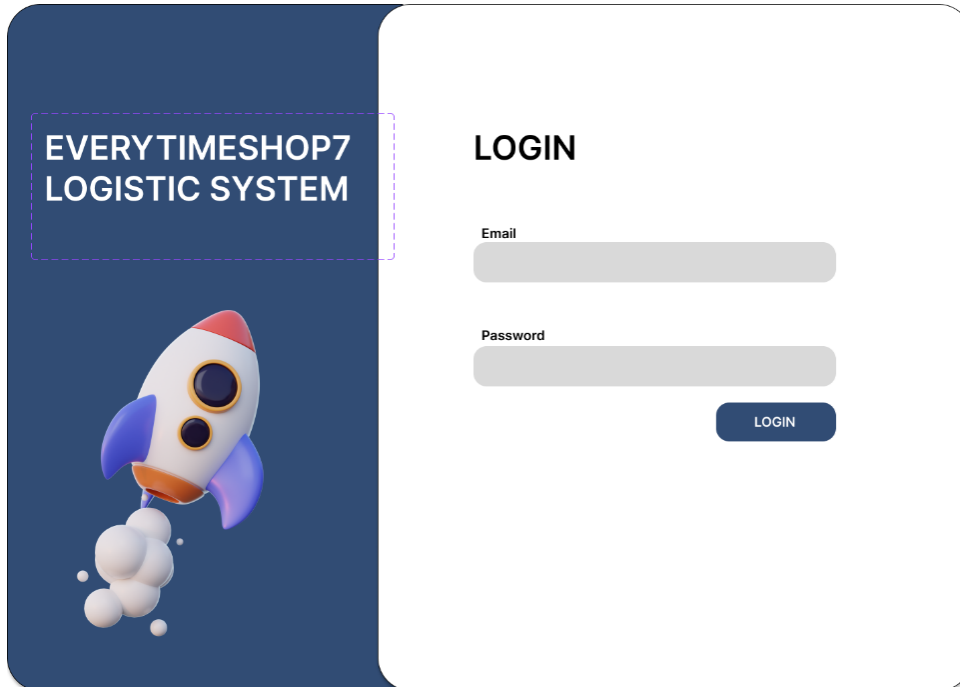 EVERYTIMESHOP7
LOGISTIC SYSTEM
LOGIN
Email
Password
LOGIN